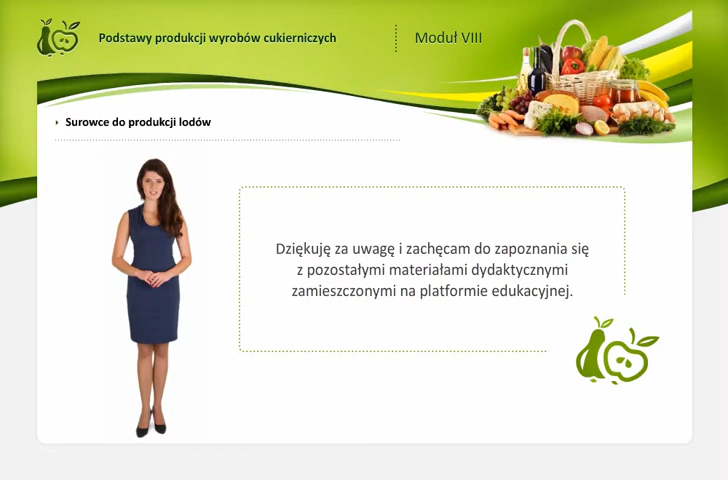 Podstawy produkcji wyrobów cukierniczych
Moduł VIII
Surowce do produkcji lodów
Dziękuję za uwagę i zachęcam do zapoznania się
z pozostałymi materiałami dydaktycznymi
zamieszczonymi na platformie edukacyjnej.